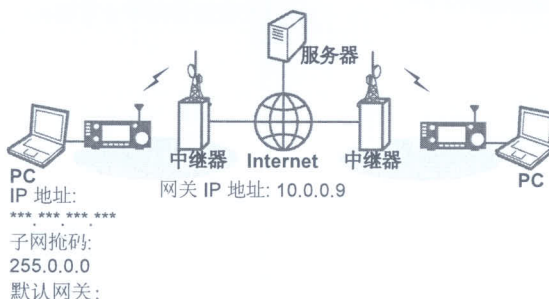 服务器
中继器
Internet
中继器
PC
PC
IP 地址:
***.***.***.***
子网掩码:
255.0.0.0
默认网关:
网关 IP 地址: 10.0.0.9